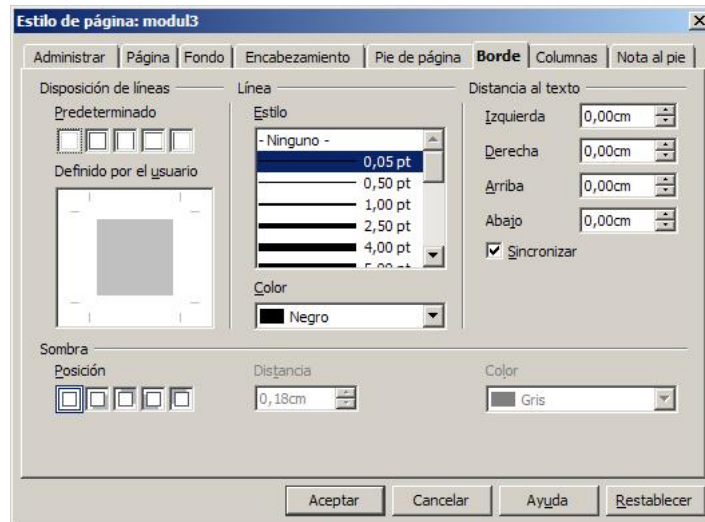 Estilo de página: modul3
Administrar Página Fondo Encabezamiento Pie de página Borde Columnas Nota al pie
Disposición de líneas
Predeterminado
Definido por el usuario
Línea
Estilo
- Ninguno -
0,05 pt
0,50 pt
1,00 pt
2,50 pt
4,00 pt
5,00 pt
Color
Negro
Distancia al texto
Izquierda 0,00cm
Derecha 0,00cm
Arriba 0,00cm
Abajo 0,00cm
Sincronizar
Sombra
Posición
Distancia
0,18cm
Color
Gris
Aceptar Cancelar Ayuda Restablecer